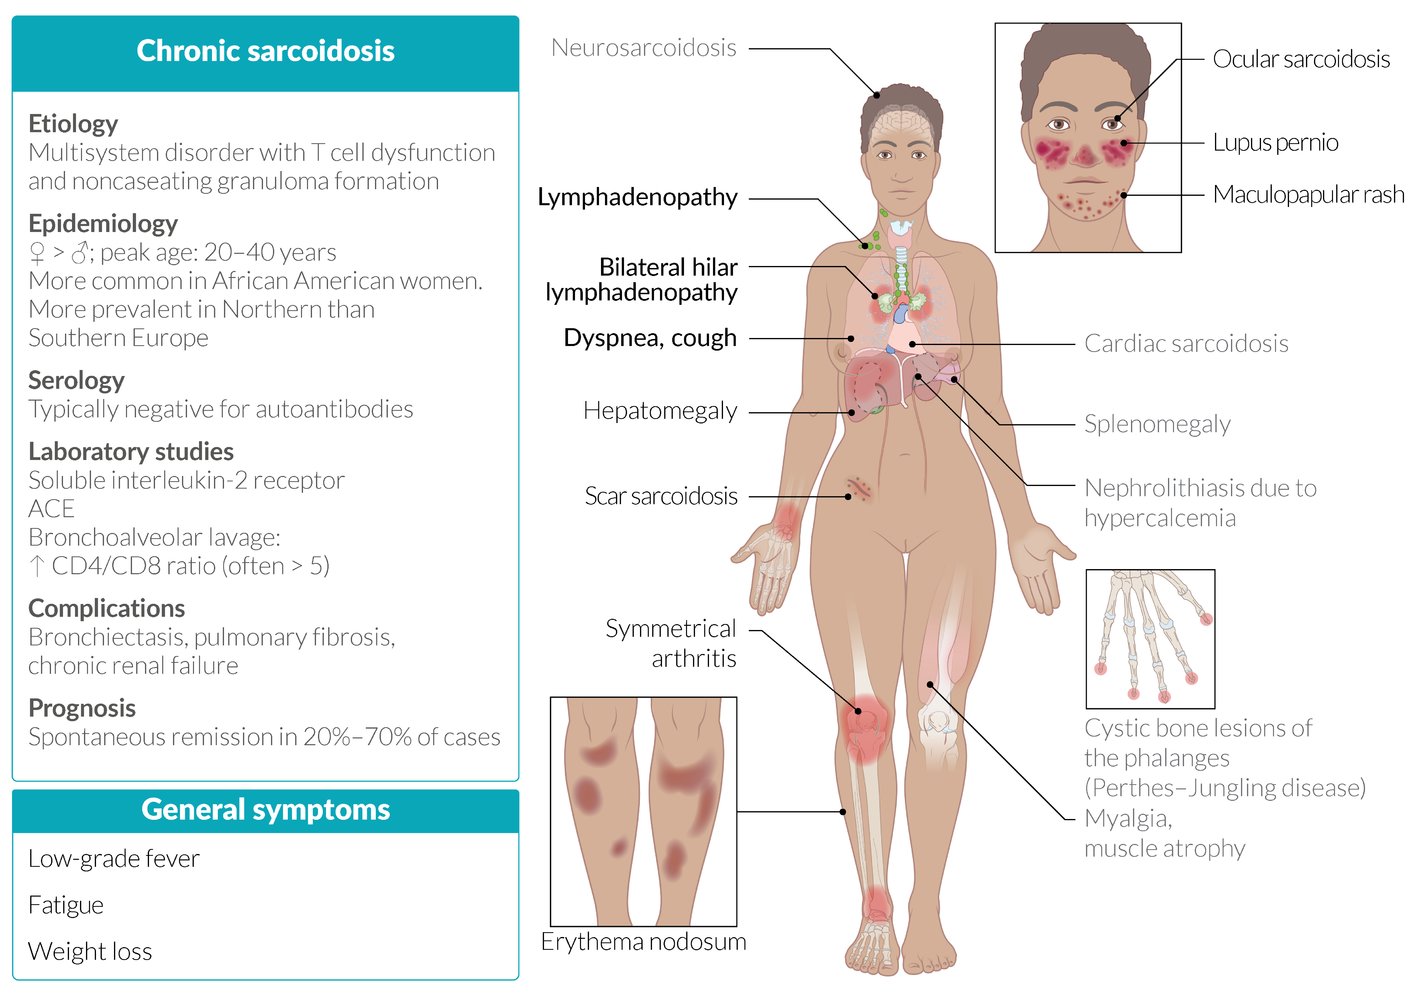 Chronic sarcoidosis
Etiology
Multisystem disorder with T cell dysfunction
and noncaseating granuloma formation
Epidemiology
♀ > ♂; peak age: 20–40 years
More common in African American women.
More prevalent in Northern than
Southern Europe
Serology
Typically negative for autoantibodies
Laboratory studies
Soluble interleukin-2 receptor
ACE
Bronchoalveolar lavage:
↑ CD4/CD8 ratio (often > 5)
Complications
Bronchiectasis, pulmonary fibrosis,
chronic renal failure
Prognosis
Spontaneous remission in 20%–70% of cases
General symptoms
Low-grade fever
Fatigue
Weight loss
Neurosarcoidosis
Lymphadenopathy
Bilateral hilar
lymphadenopathy
Dyspnea, cough
Hepatomegaly
Scar sarcoidosis
Symmetrical
arthritis
Erythema nodosum
Ocular sarcoidosis
Lupus pernio
Maculopapular rash
Cardiac sarcoidosis
Splenomegaly
Nephrolithiasis due to
hypercalcemia
Cystic bone lesions of
the phalanges
(Perthes–Jungling disease)
Myalgia,
muscle atrophy